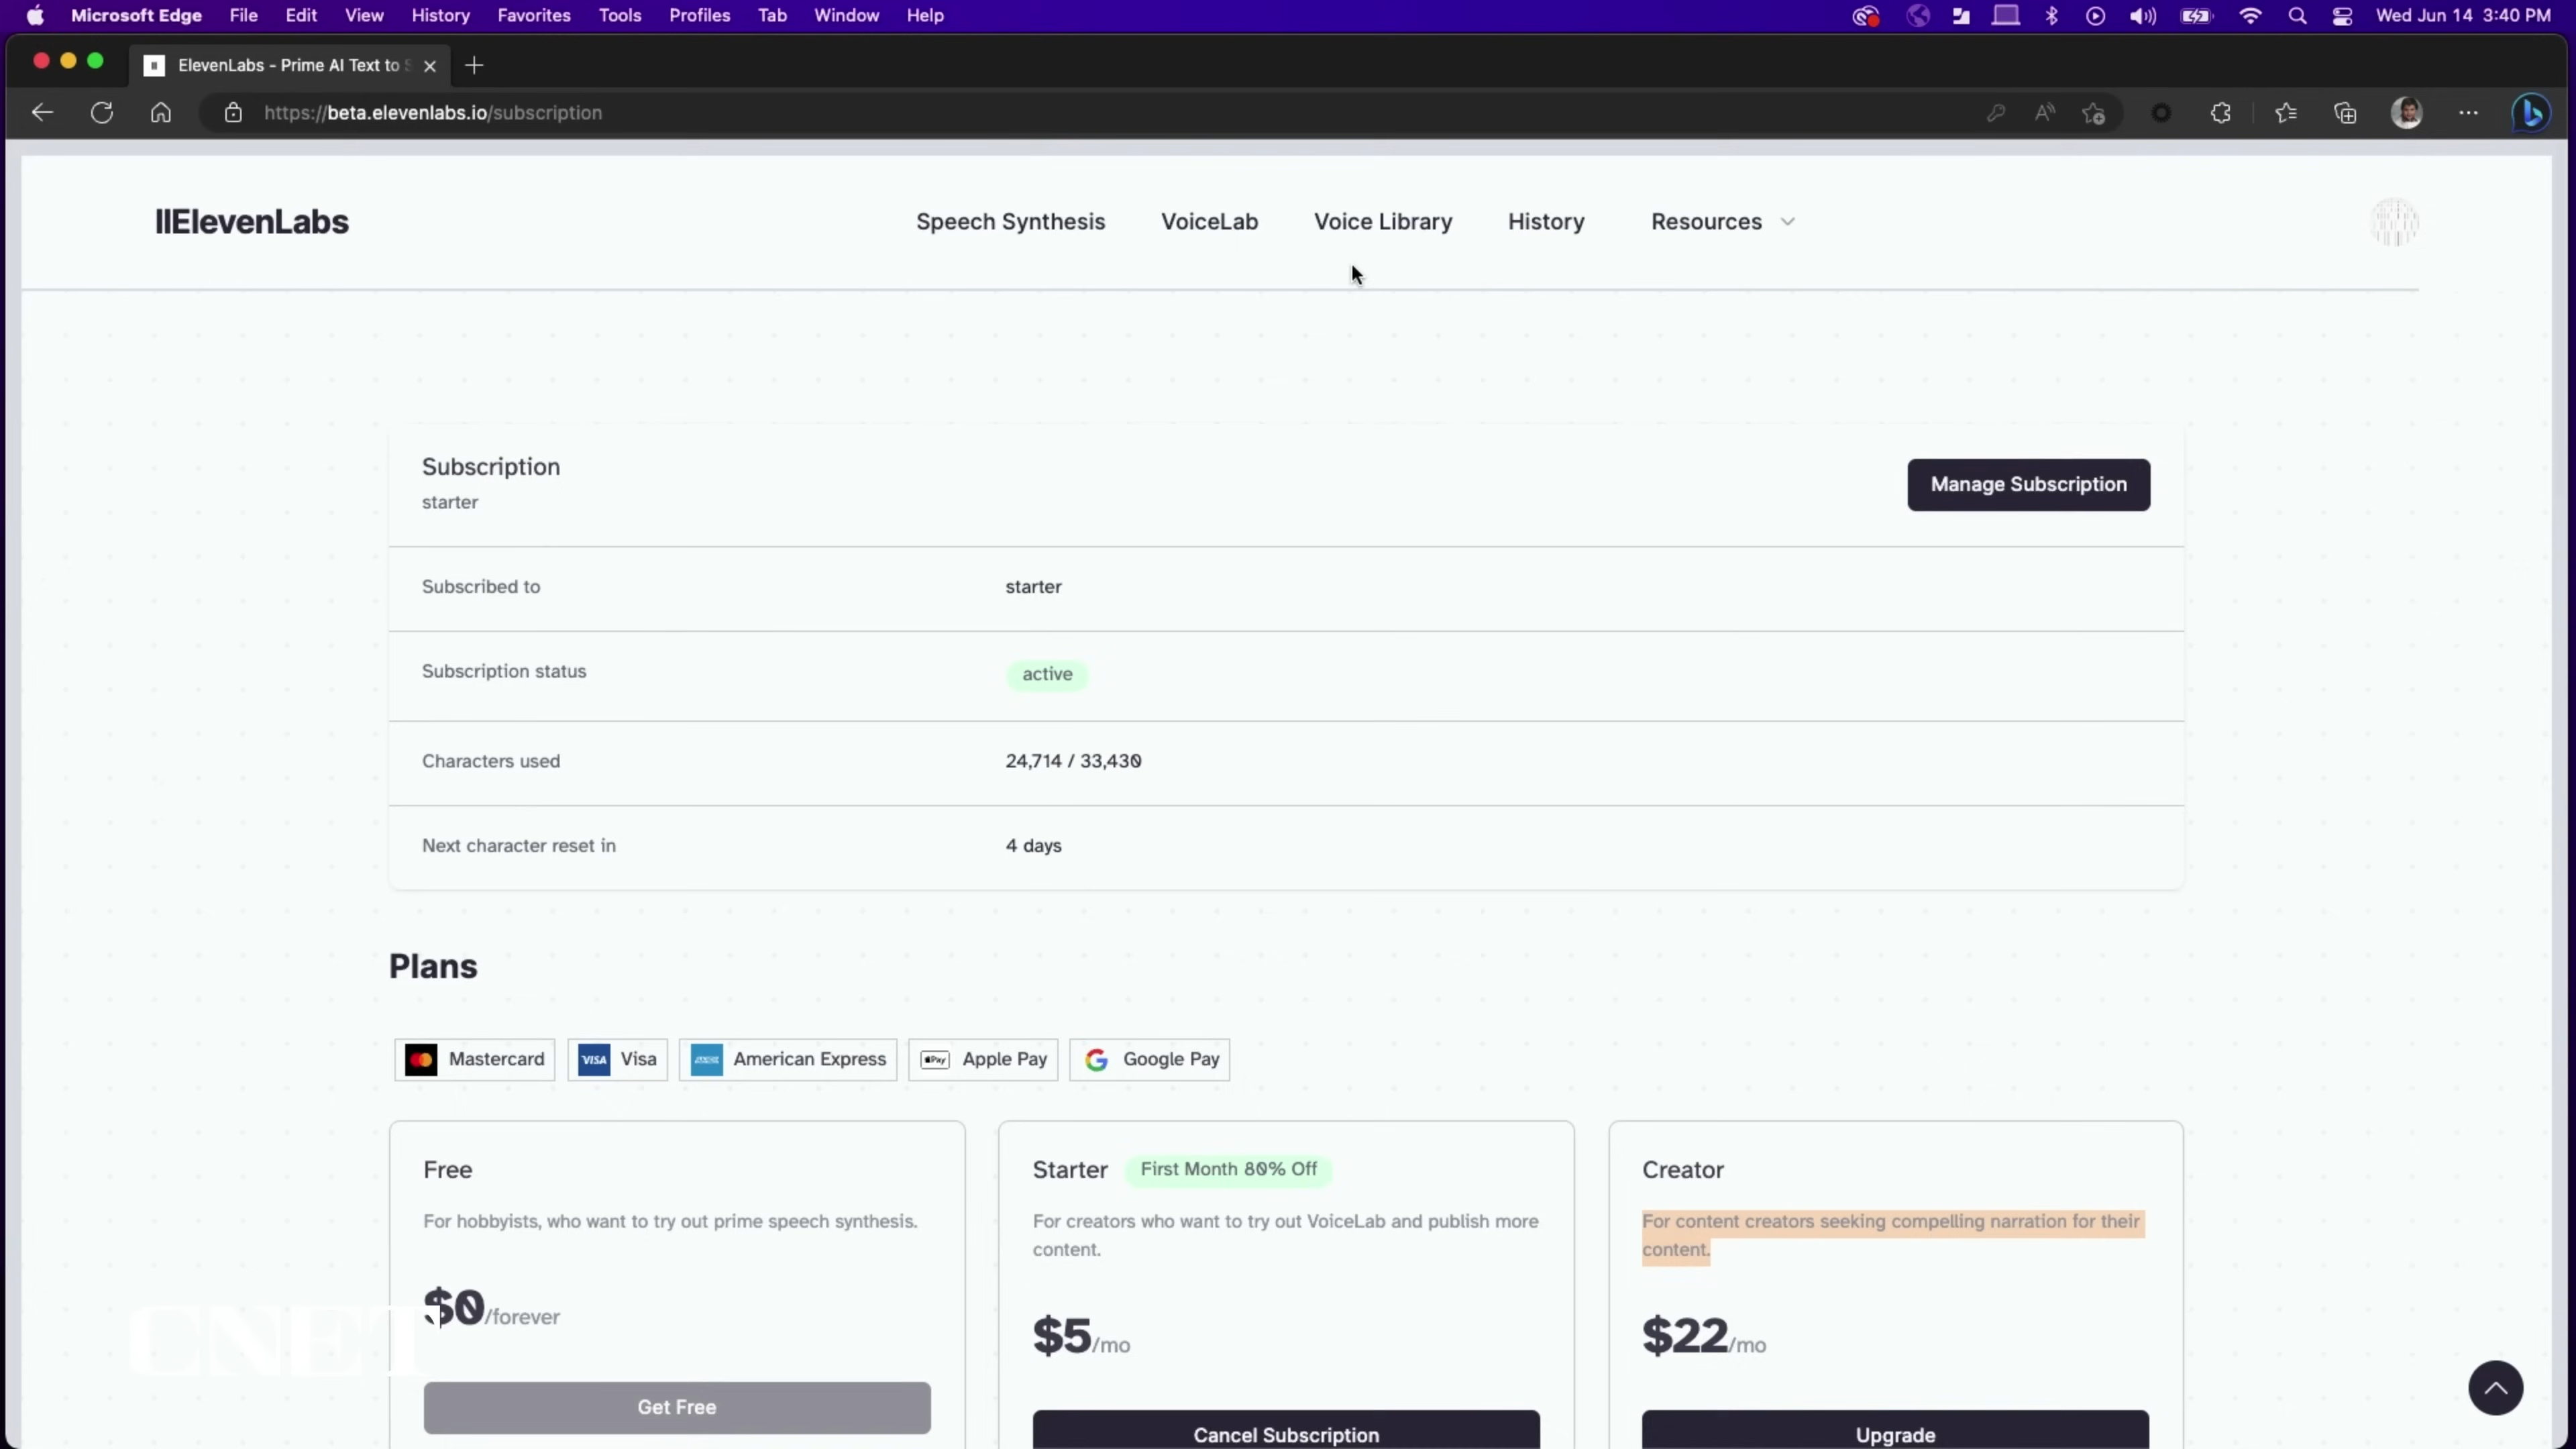 Microsoft Edge File Edit View History Favorites Tools Profiles Tab Window Help Wed Jun 14 3:40 PM
ElevenLabs - Prime AI Text to S
https://beta.elevenlabs.io/subscription
IIElevenLabs Speech Synthesis VoiceLab Voice Library History Resources
Subscription
starter
Manage Subscription
Subscribed to starter
Subscription status active
Characters used 24,714 / 33,430
Next character reset in 4 days
Plans
Mastercard VISA Visa AMEX American Express Pay Apple Pay G Google Pay
Free
For hobbyists, who want to try out prime speech synthesis.
$0/forever
Get Free
Starter First Month 80% Off
For creators who want to try out VoiceLab and publish more
content.
$5/mo
Cancel Subscription
Creator
For content creators seeking compelling narration for their
content.
$22/mo
Upgrade
CNET